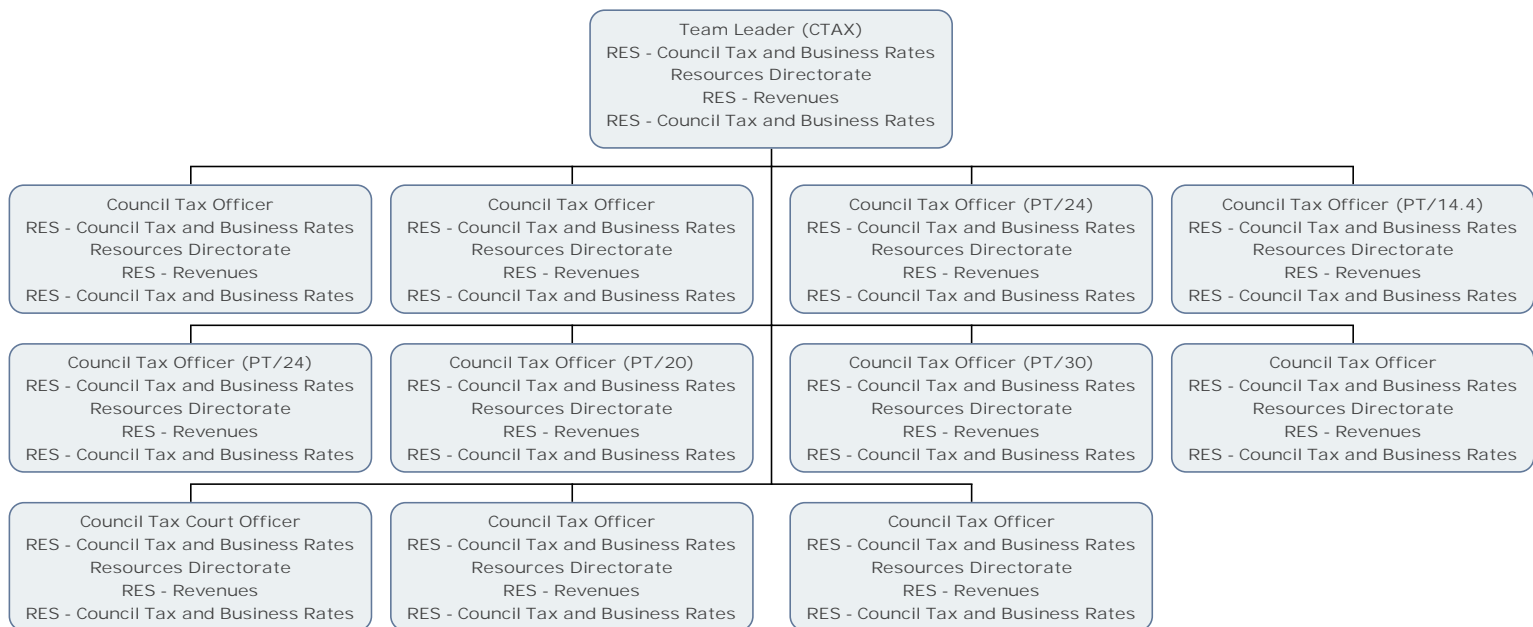 Team Leader (CTAX)
RES - Council Tax and Business Rates
Resources Directorate
RES - Revenues
RES - Council Tax and Business Rates
Council Tax Officer
RES - Council Tax and Business Rates
Resources Directorate
RES - Revenues
RES - Council Tax and Business Rates
Council Tax Officer
RES - Council Tax and Business Rates
Resources Directorate
RES - Revenues
RES - Council Tax and Business Rates
Council Tax Officer (PT/24)
RES - Council Tax and Business Rates
Resources Directorate
RES - Revenues
RES - Council Tax and Business Rates
Council Tax Officer (PT/14.4)
RES - Council Tax and Business Rates
Resources Directorate
RES - Revenues
RES - Council Tax and Business Rates
Council Tax Officer (PT/24)
RES - Council Tax and Business Rates
Resources Directorate
RES - Revenues
RES - Council Tax and Business Rates
Council Tax Officer (PT/20)
RES - Council Tax and Business Rates
Resources Directorate
RES - Revenues
RES - Council Tax and Business Rates
Council Tax Officer (PT/30)
RES - Council Tax and Business Rates
Resources Directorate
RES - Revenues
RES - Council Tax and Business Rates
Council Tax Officer
RES - Council Tax and Business Rates
Resources Directorate
RES - Revenues
RES - Council Tax and Business Rates
Council Tax Court Officer
RES - Council Tax and Business Rates
Resources Directorate
RES - Revenues
RES - Council Tax and Business Rates
Council Tax Officer
RES - Council Tax and Business Rates
Resources Directorate
RES - Revenues
RES - Council Tax and Business Rates
Council Tax Officer
RES - Council Tax and Business Rates
Resources Directorate
RES - Revenues
RES - Council Tax and Business Rates